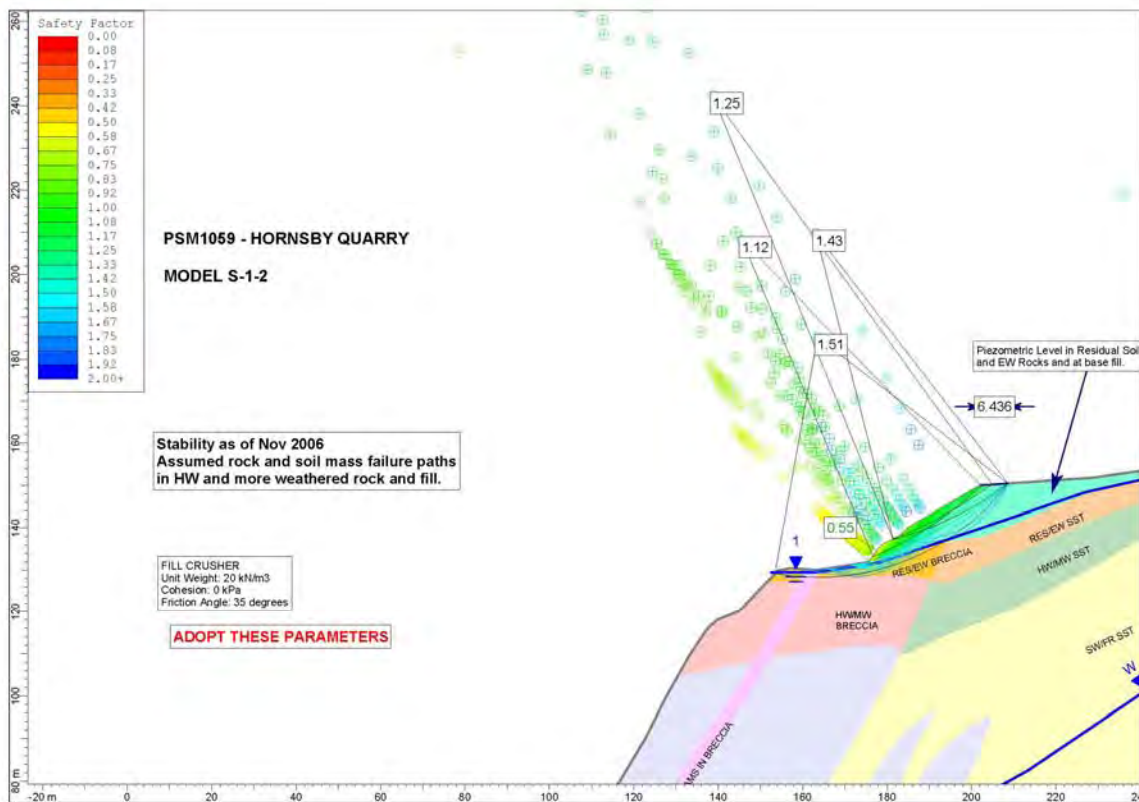 Safety Factor
0.00
0.08
0.17
0.25
0.33
0.42
0.50
0.58
0.67
0.75
0.83
0.92
1.00
1.08
1.17
1.25
1.33
1.42
1.50
1.58
1.67
1.75
1.83
1.92
2.00+
PSM1059 - HORNSBY QUARRY
MODEL S-1-2
Stability as of Nov 2006
Assumed rock and soil mass failure paths
in HW and more weathered rock and fill.
FILL CRUSHER
Unit Weight: 20 kN/m3
Cohesion: 0 kPa
Friction Angle: 35 degrees
ADOPT THESE PARAMETERS
1.25
1.12
1.43
1.51
0.55
Piezometric Level in Residual Soil
and EW Rocks and at base fill.
6.436
1
RES/EW BRECCIA
RES/EW SST
HW/MW SST
HW/MW
BRECCIA
SW/FR SST
AMS IN BRECCIA
W
260
240
220
200
180
160
140
120
100
80 m
-20 m
0
20
40
60
80
100
120
140
160
180
200
220